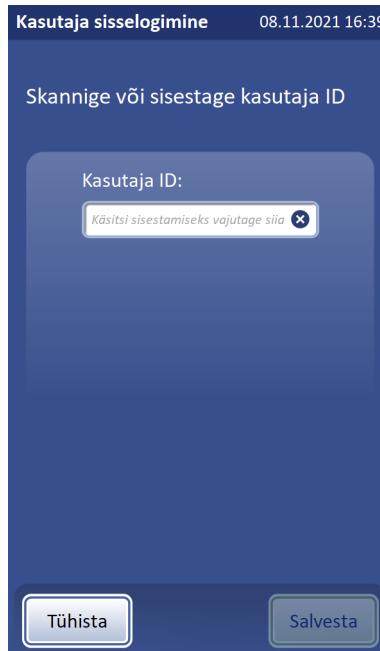 Kasutaja sisselogimine 08.11.2021 16:39
Skannige või sisestage kasutaja ID
Kasutaja ID:
Käsitsi sisestamiseks vajutage siia
Tühista Salvesta